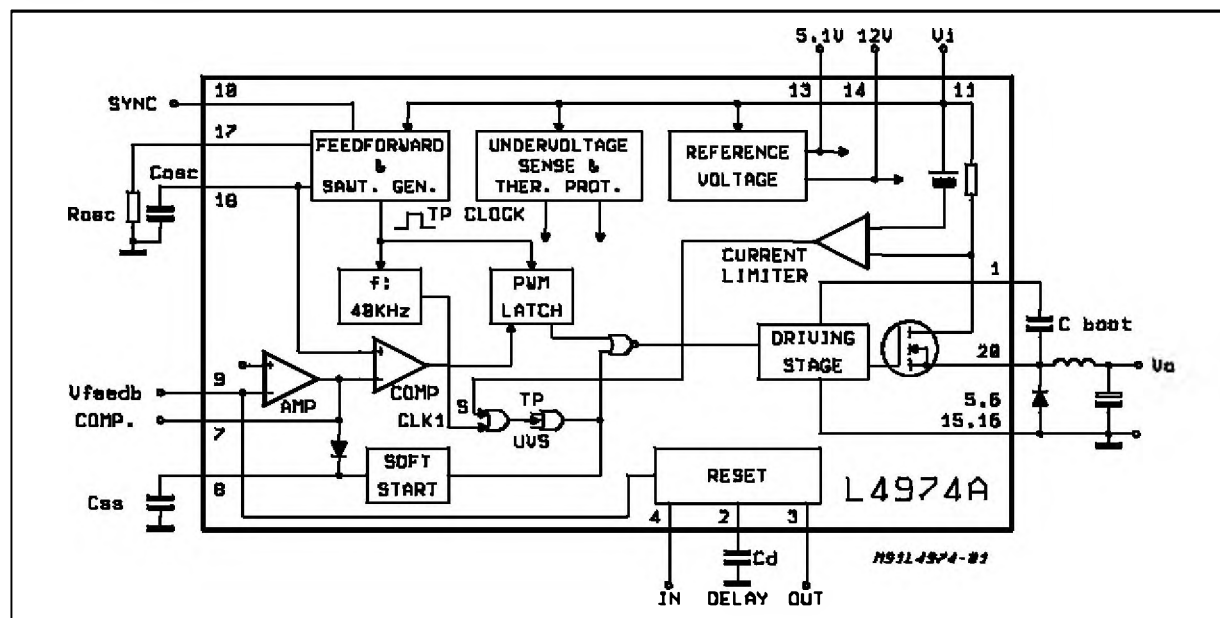 5.1V 12V Vi
18 13 14 11
SYNC
17
FEEDFORWARD
&
SAWT. GEN.
UNDERVOLTAGE
SENSE &
THER. PROT.
REFERENCE
VOLTAGE
Cosc
18
Rosc
TP CLOCK
CURRENT
LIMITER
1
f:
40KHz
PWM
LATCH
C boot
DRIVING
STAGE
20
Vo
9
Vfeedb
AMP
COMP
S
TP
CLK1
UVS
5.6
15.16
COMP.
7
SOFT
START
RESET
L4974A
Css
8
4 2 3
Cd
M91L4974-01
IN DELAY OUT